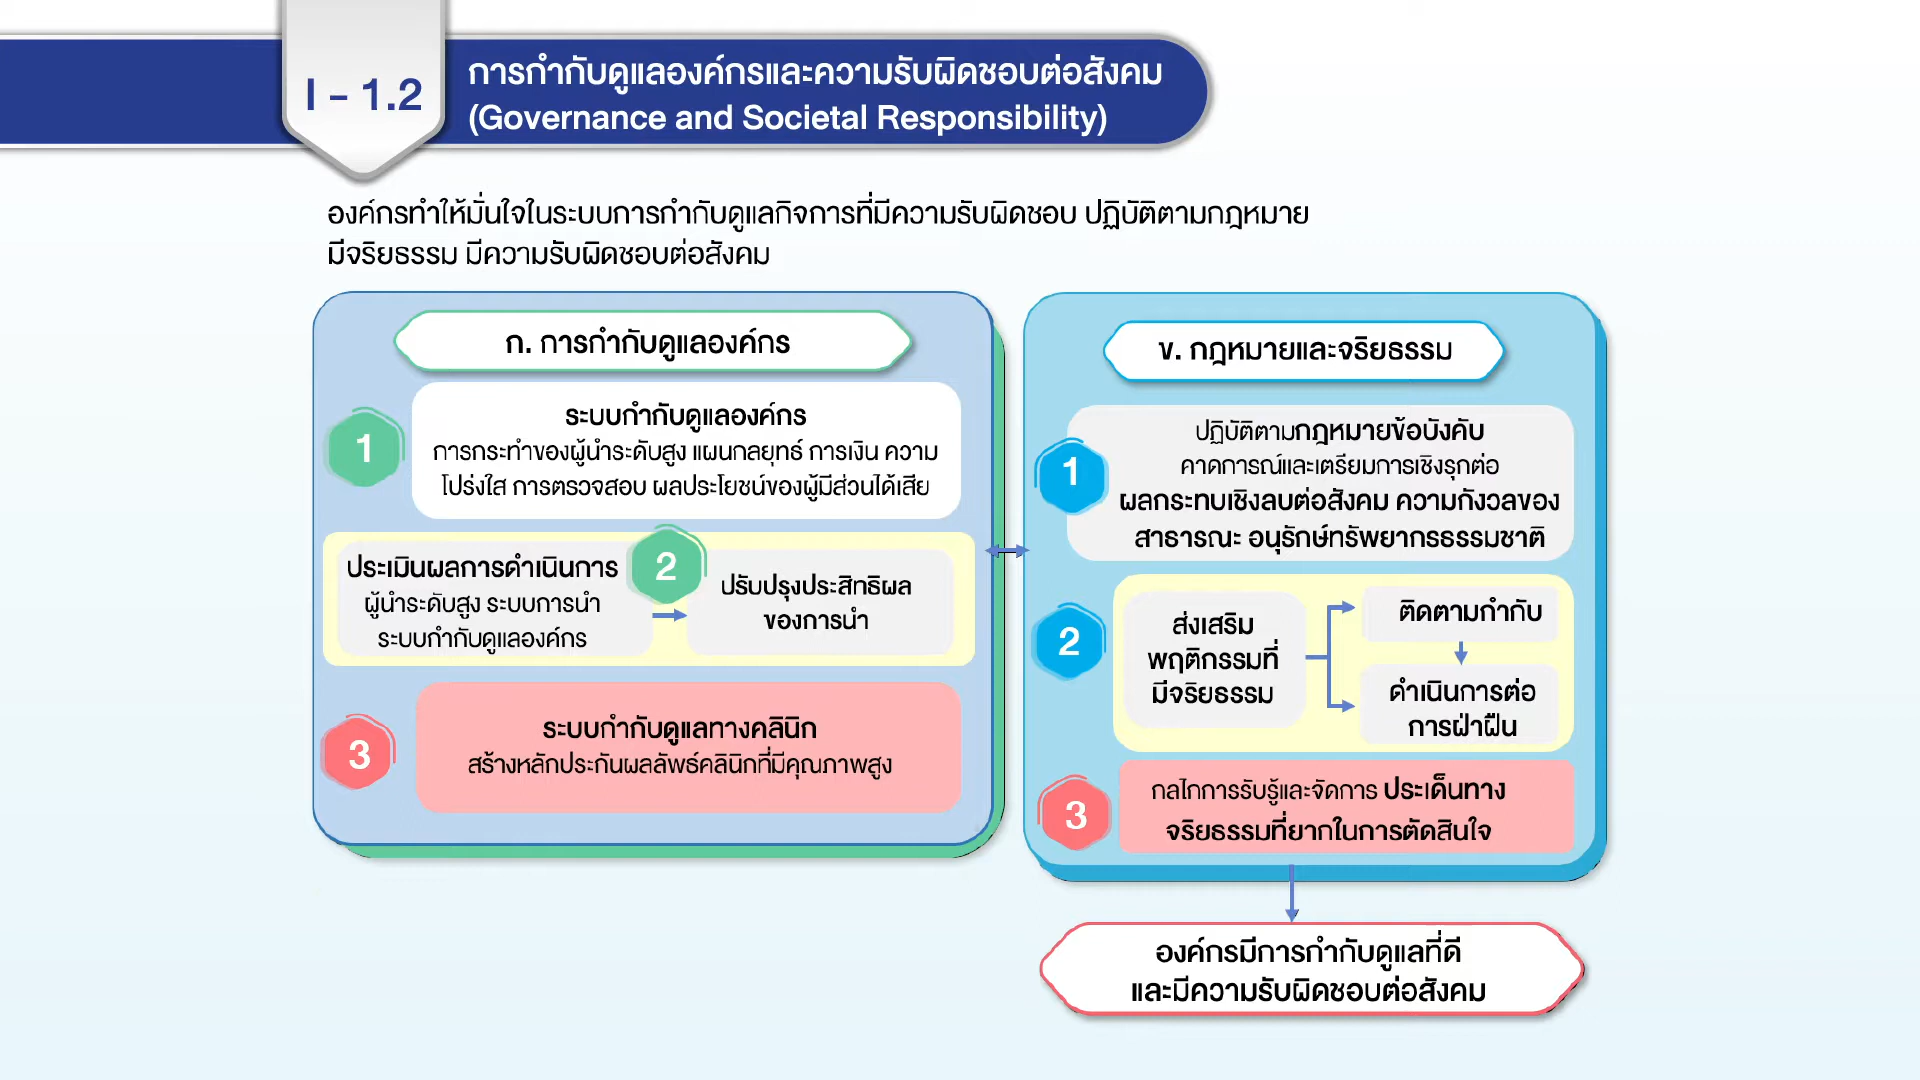 I - 1.2
การกำกับดูแลองค์กรและความรับผิดชอบต่อสังคม
(Governance and Societal Responsibility)
องค์กรทำให้มั่นใจในระบบการกำกับดูแลกิจการที่มีความรับผิดชอบ ปฏิบัติตามกฎหมาย
มีจริยธรรม มีความรับผิดชอบต่อสังคม
ก. การกำกับดูแลองค์กร
1
ระบบกำกับดูแลองค์กร
การกระทำของผู้นำระดับสูง แผนกลยุทธ์ การเงิน ความ
โปร่งใส การตรวจสอบ ผลประโยชน์ของผู้มีส่วนได้เสีย
2
ประเมินผลการดำเนินการ
ผู้นำระดับสูง ระบบการนำ
ระบบกำกับดูแลองค์กร
ปรับปรุงประสิทธิผล
ของการนำ
3
ระบบกำกับดูแลทางคลินิก
สร้างหลักประกันผลลัพธ์คลินิกที่มีคุณภาพสูง
ข. กฎหมายและจริยธรรม
1
ปฏิบัติตามกฎหมายข้อบังคับ
คาดการณ์และเตรียมการเชิงรุกต่อ
ผลกระทบเชิงลบต่อสังคม ความกังวลของ
สาธารณะ อนุรักษ์ทรัพยากรธรรมชาติ
2
ส่งเสริม
พฤติกรรมที่
มีจริยธรรม
ติดตามกำกับ
ดำเนินการต่อ
การฝ่าฝืน
3
กลไกการรับรู้และจัดการ ประเด็นทาง
จริยธรรมที่ยากในการตัดสินใจ
องค์กรมีการกำกับดูแลที่ดี
และมีความรับผิดชอบต่อสังคม